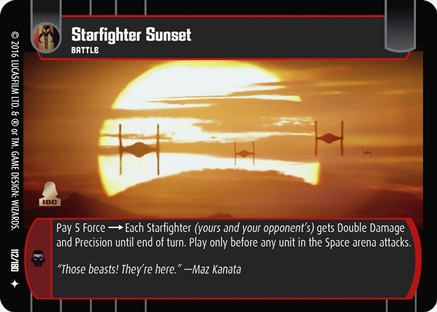 Starfighter Sunset
BATTLE
© 2016 LUCASFILM LTD. & ® or TM. GAME DESIGN: WIZARDS.
IDC
Pay 5 Force → Each Starfighter (yours and your opponent's) gets Double Damage
and Precision until end of turn. Play only before any unit in the Space arena attacks.
"Those beasts! They're here." —Maz Kanata
112/180